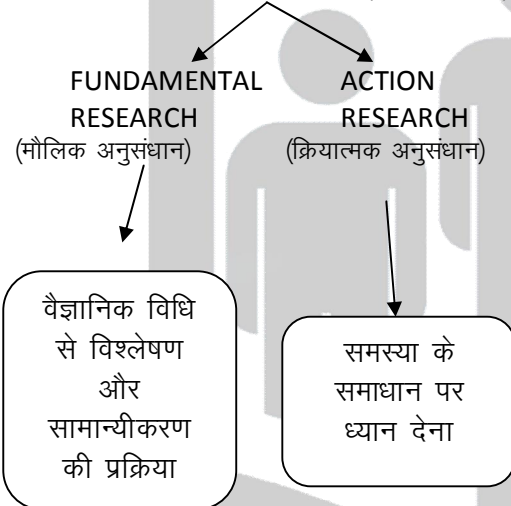 FUNDAMENTAL
RESEARCH
(मौलिक अनुसंधान)
ACTION
RESEARCH
(क्रियात्मक अनुसंधान)
वैज्ञानिक विधि
से विश्लेषण
और
सामान्यीकरण
की प्रक्रिया
समस्या के
समाधान पर
ध्यान देना